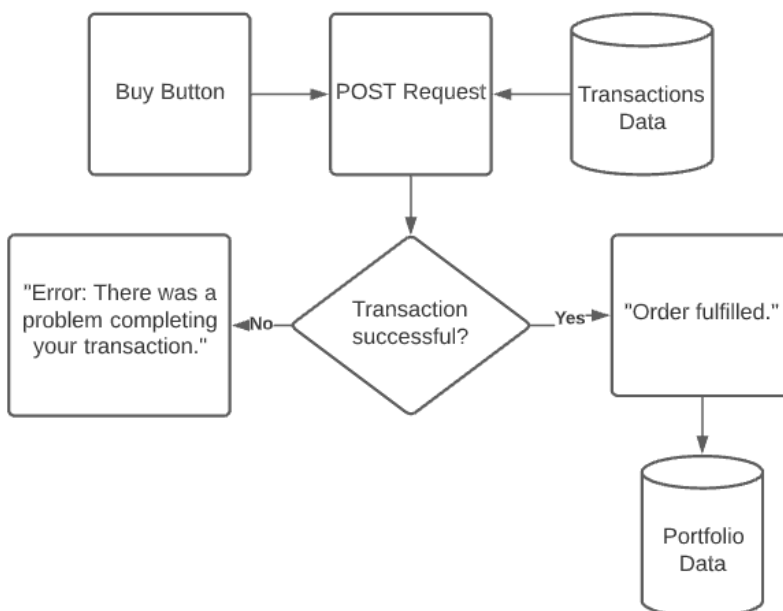 Buy Button
POST Request
Transactions
Data
"Error: There was a
problem completing
your transaction."
No
Transaction
successful?
Yes
"Order fulfilled."
Portfolio
Data